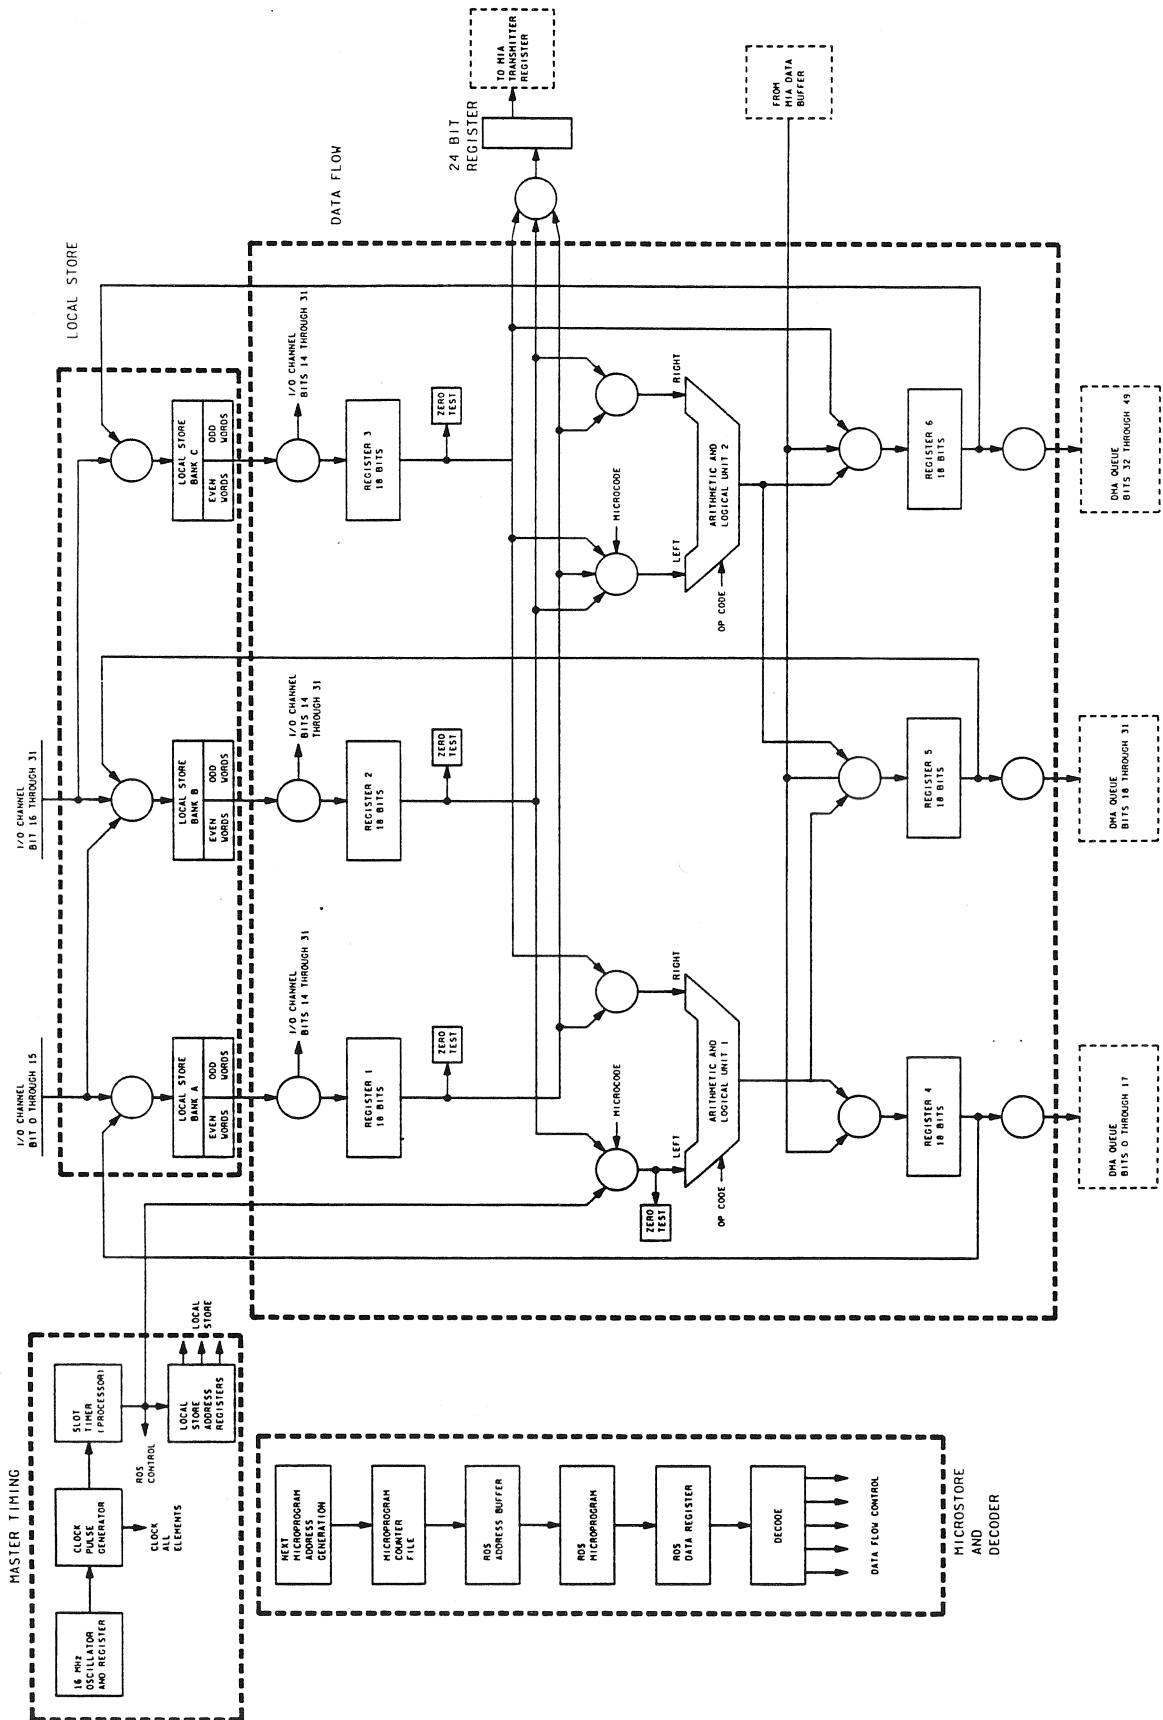 MASTER TIMING
16 MHz
OSCILLATOR
AND REGISTER
CLOCK
PULSE
GENERATOR
CLOCK
ALL
ELEMENTS
SLOT
TIMER
(PROCESSOR)
ROS
CONTROL
LOCAL
STORE
ADDRESS
REGISTERS
LOCAL
STORE
NEXT
MICROPROGRAM
ADDRESS
GENERATION
MICROPROGRAM
COUNTER
FILE
ROS
ADDRESS BUFFER
ROS
MICROPROGRAM
ROS
DATA REGISTER
DECODE
DATA FLOW CONTROL
MICROSTORE
AND
DECODER
I/O CHANNEL
BIT 0 THROUGH 15
I/O CHANNEL
BIT 16 THROUGH 31
LOCAL STORE
LOCAL STORE
BANK A
EVEN
WORDS
ODD
WORDS
LOCAL STORE
BANK B
EVEN
WORDS
ODD
WORDS
LOCAL STORE
BANK C
EVEN
WORDS
ODD
WORDS
DATA FLOW
I/O CHANNEL
BITS 14 THROUGH 31
I/O CHANNEL
BITS 14
THROUGH 31
I/O CHANNEL
BITS 14 THROUGH 31
REGISTER 1
18 BITS
REGISTER 2
18 BITS
REGISTER 3
18 BITS
ZERO
TEST
ZERO
TEST
ZERO
TEST
24 BIT
REGISTER
TO MIA
TRANSMITTER
REGISTER
MICROCODE
ZERO
TEST
LEFT
RIGHT
OP CODE
ARITHMETIC AND
LOGICAL UNIT 1
MICROCODE
LEFT
RIGHT
OP CODE
ARITHMETIC AND
LOGICAL UNIT 2
FROM
MIA DATA
BUFFER
REGISTER 4
18 BITS
REGISTER 5
18 BITS
REGISTER 6
18 BITS
DMA QUEUE
BITS 0 THROUGH 17
DMA QUEUE
BITS 18 THROUGH 31
DMA QUEUE
BITS 32 THROUGH 49